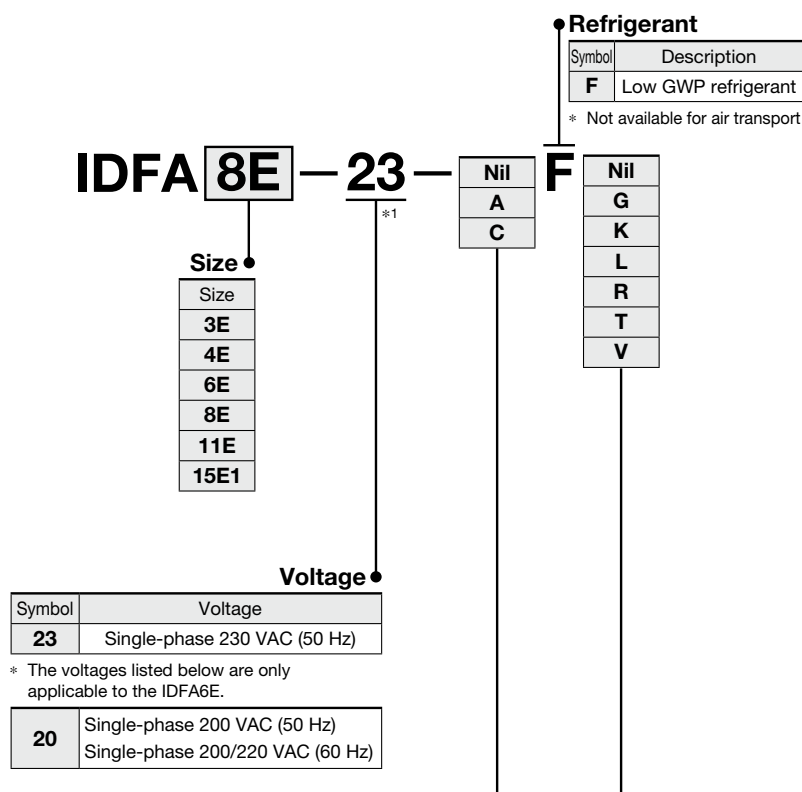 Refrigerant
Symbol Description
F Low GWP refrigerant
* Not available for air transport
IDFA 8E — 23 — Nil F Nil
*1
A G
C K
L
R
T
V
Size
Size
3E
4E
6E
8E
11E
15E1
Voltage
Symbol Voltage
23 Single-phase 230 VAC (50 Hz)
* The voltages listed below are only
applicable to the IDFA6E.
20 Single-phase 200 VAC (50 Hz)
Single-phase 200/220 VAC (60 Hz)